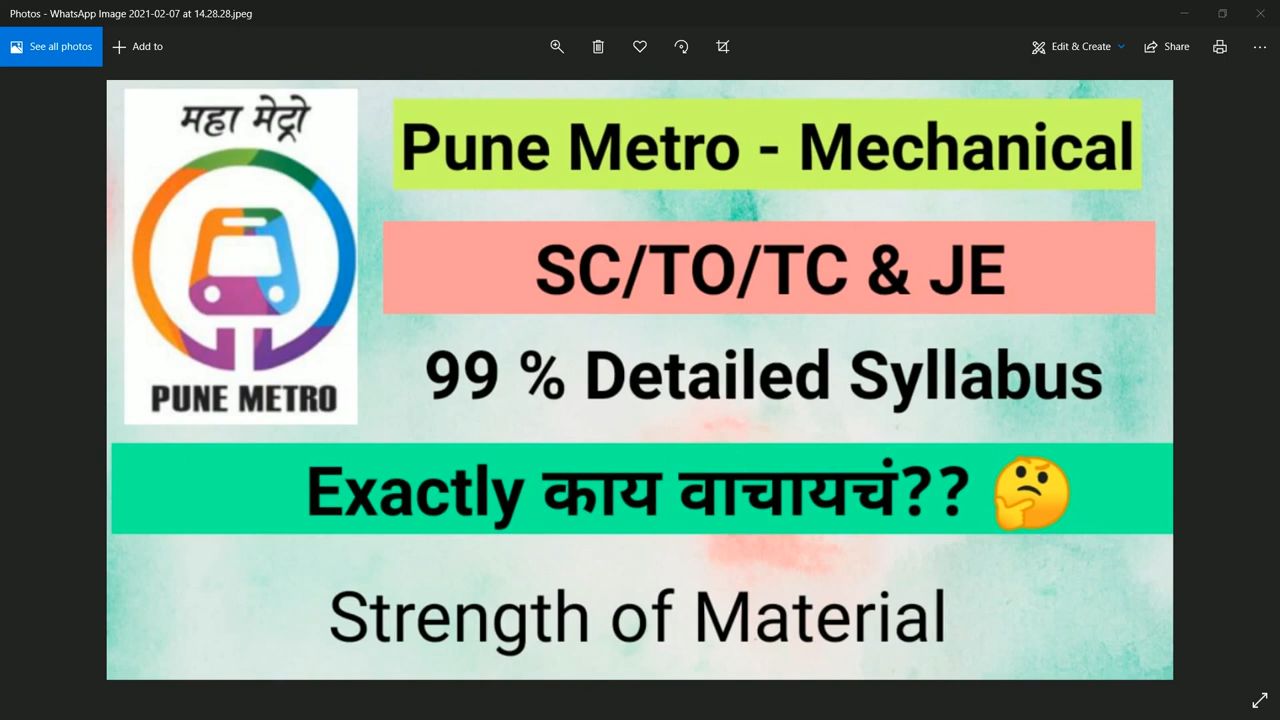 Photos - WhatsApp Image 2021-02-07 at 14.28.28.jpeg
See all photos
Add to
Edit & Create
Share
महा मेट्रो
PUNE METRO
Pune Metro - Mechanical
SC/TO/TC & JE
99 % Detailed Syllabus
Exactly काय वाचायचं?? 🤔
Strength of Material